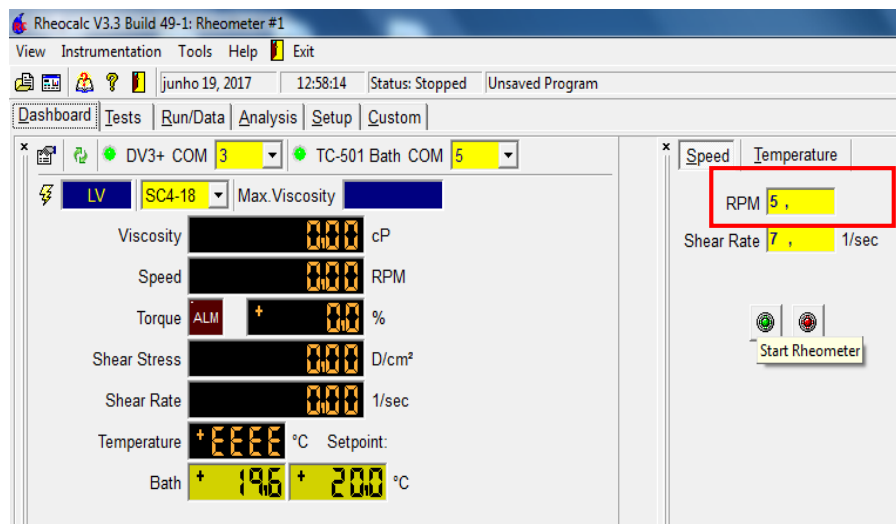 Rheocalc V3.3 Build 49-1: Rheometer #1
View Instrumentation Tools Help Exit
junho 19, 2017 12:58:14 Status: Stopped Unsaved Program
Dashboard Tests Run/Data Analysis Setup Custom
DV3+ COM 3 TC-501 Bath COM 5
LV SC4-18 Max.Viscosity
Viscosity 0.00 cP
Speed 0.00 RPM
Torque ALM + 0.0 %
Shear Stress 0.00 D/cm²
Shear Rate 0.00 1/sec
Temperature +EEEE °C Setpoint:
Bath + 19.6 + 20.0 °C
Speed Temperature
RPM 5 ,
Shear Rate 7 , 1/sec
Start Rheometer